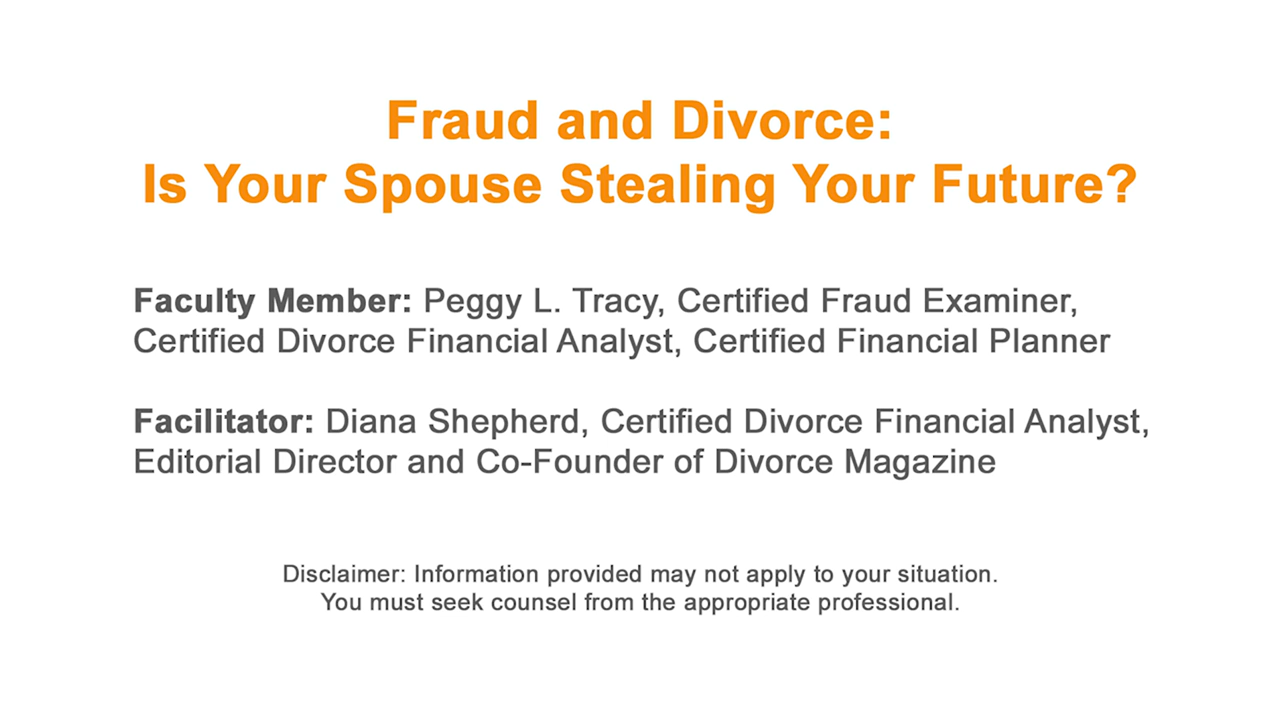 Fraud and Divorce:
Is Your Spouse Stealing Your Future?
Faculty Member: Peggy L. Tracy, Certified Fraud Examiner,
Certified Divorce Financial Analyst, Certified Financial Planner
Facilitator: Diana Shepherd, Certified Divorce Financial Analyst,
Editorial Director and Co-Founder of Divorce Magazine
Disclaimer: Information provided may not apply to your situation.
You must seek counsel from the appropriate professional.